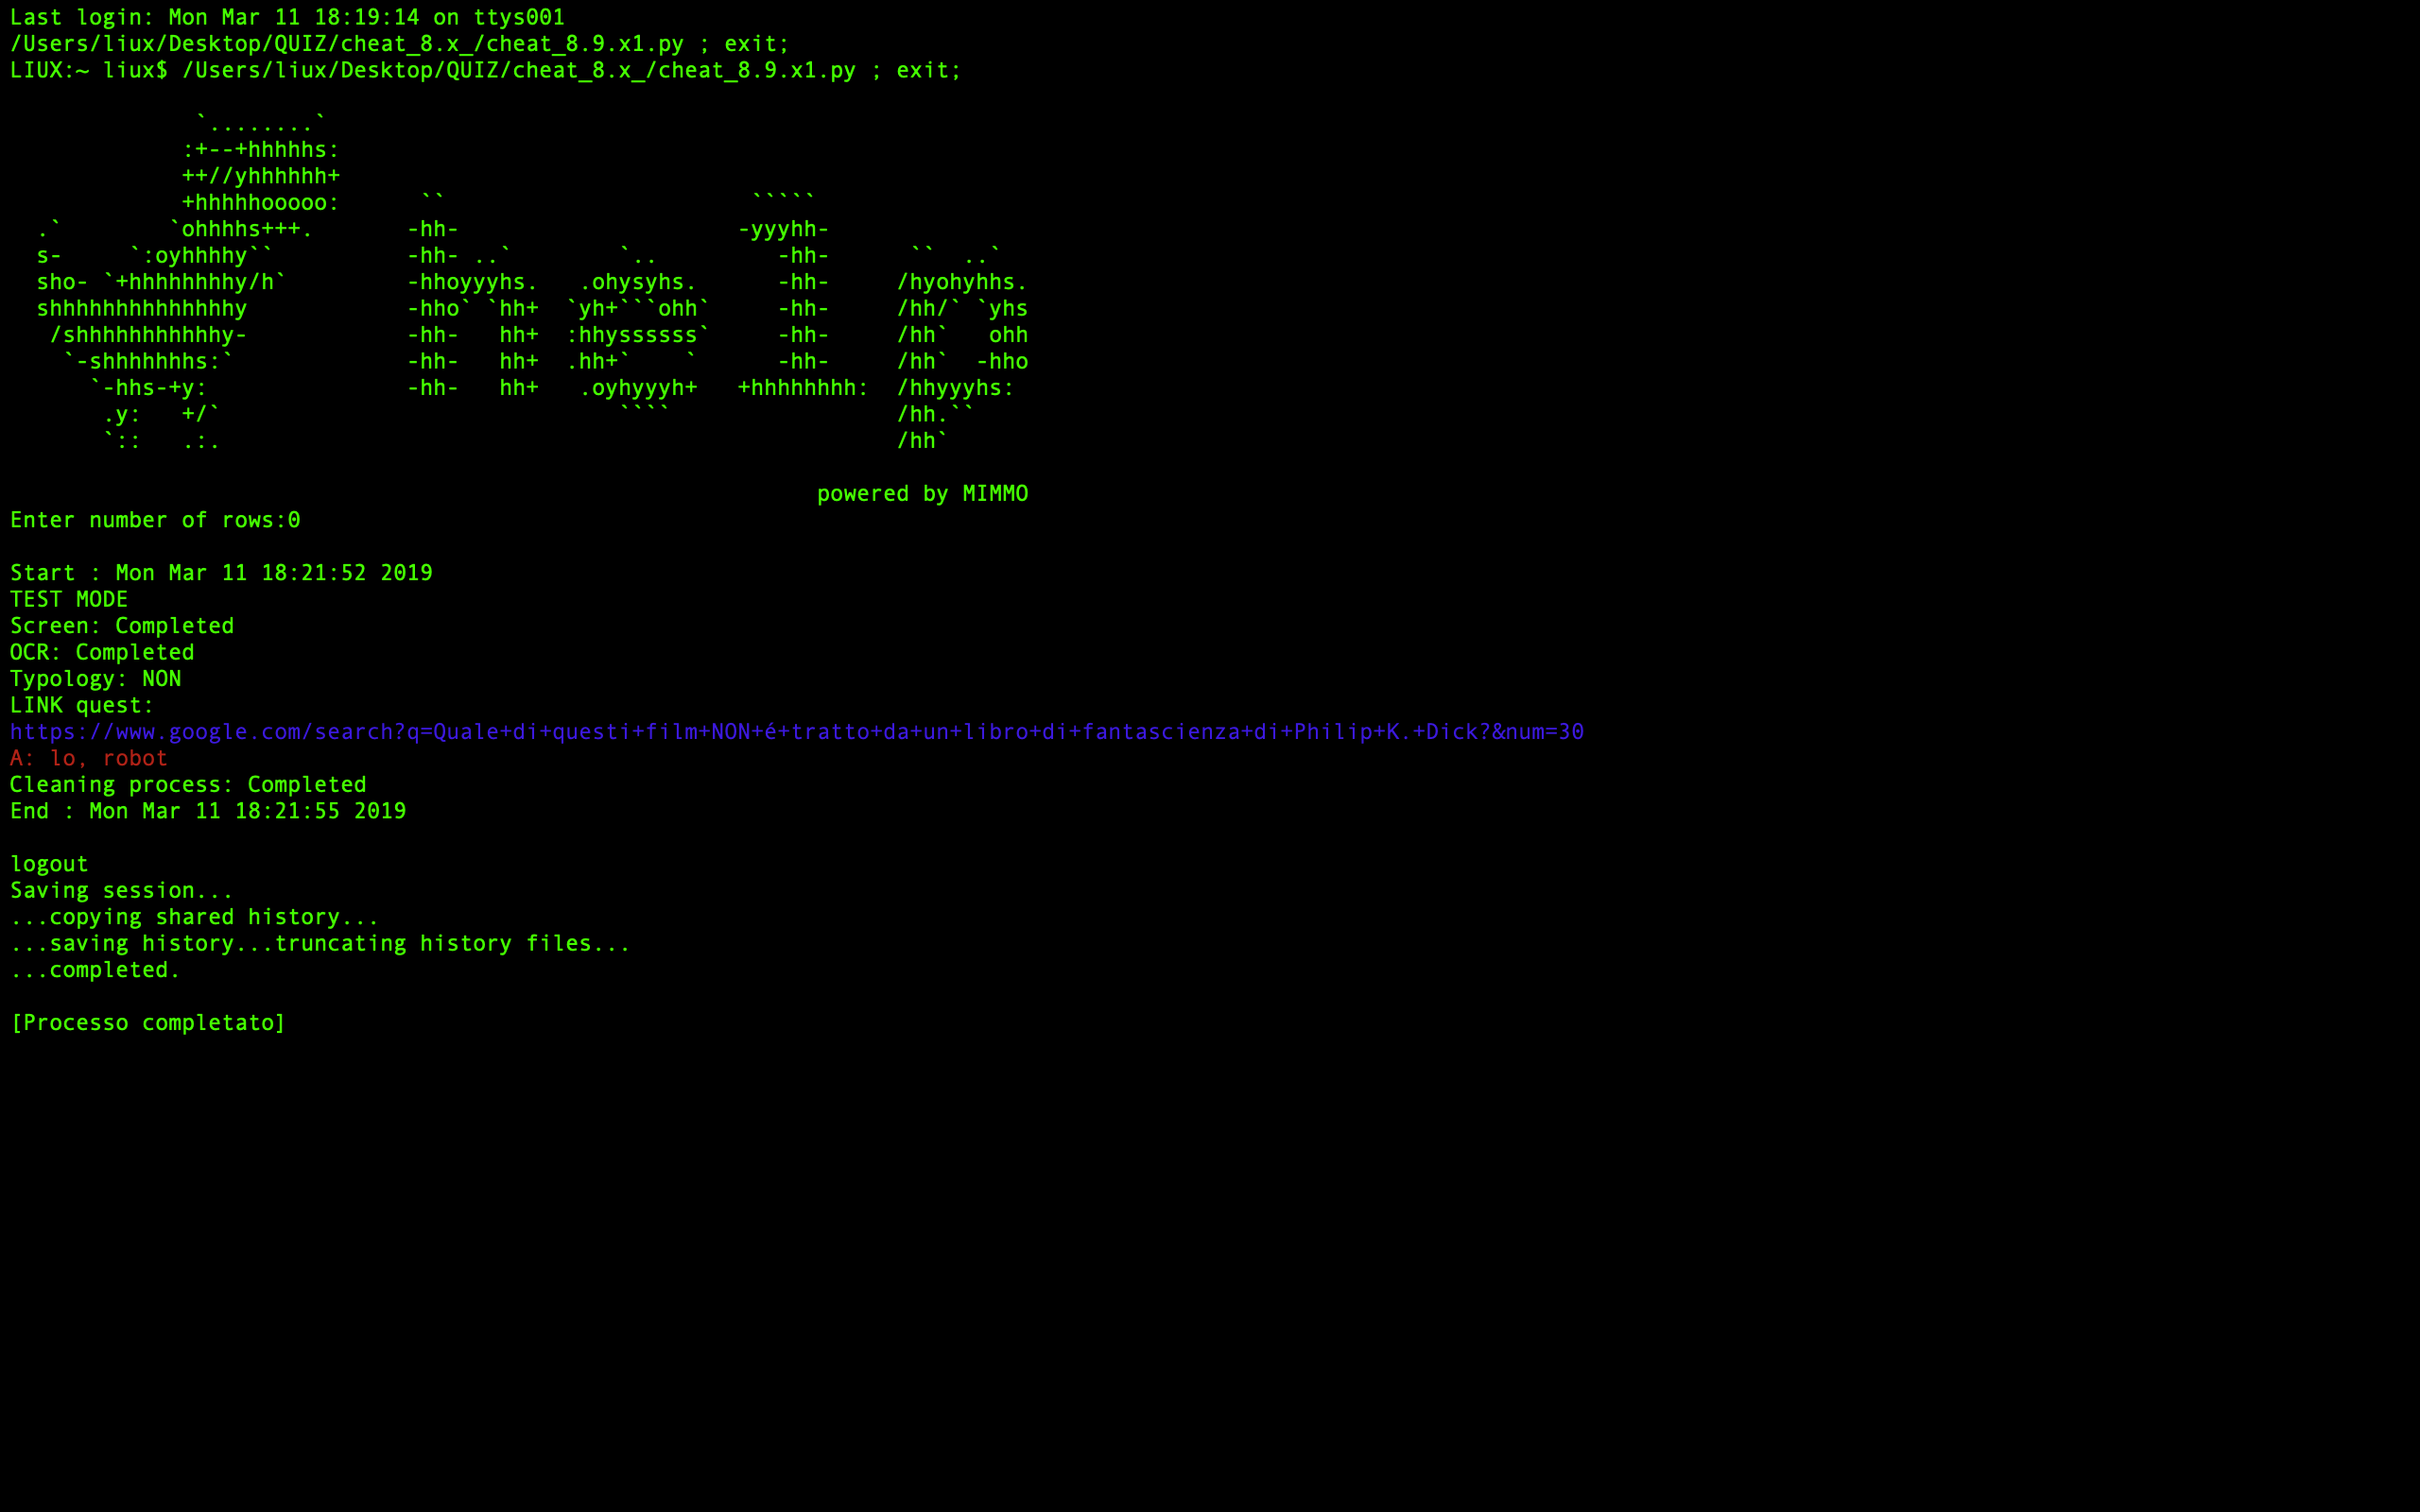 Last login: Mon Mar 11 18:19:14 on ttys001
/Users/liux/Desktop/QUIZ/cheat_8.x_/cheat_8.9.x1.py ; exit;
LIUX:~ liux$ /Users/liux/Desktop/QUIZ/cheat_8.x_/cheat_8.9.x1.py ; exit;
              `........`
             :+--+hhhhhs:
             ++//yhhhhhh+
             +hhhhhooooo:      ``                       `````
  .`        `ohhhhs+++.       -hh-                     -yyyhh-
  s-     `:oyhhhhy``          -hh- ..`        `..         -hh-      ``  ..`
  sho- `+hhhhhhhhy/h`         -hhoyyyhs.   .ohysyhs.      -hh-     /hyohyhhs.
  shhhhhhhhhhhhhhy            -hho` `hh+  `yh+```ohh`     -hh-     /hh/` `yhs
   /shhhhhhhhhhhy-            -hh-   hh+  :hhyssssss`     -hh-     /hh`   ohh
    `-shhhhhhhs:`             -hh-   hh+  .hh+`    `      -hh-     /hh`  -hho
      `-hhs-+y:               -hh-   hh+   .oyhyyyh+   +hhhhhhhh:  /hhyyyhs:
       .y:   +/`                              ````                 /hh.``
       `::   .:.                                                   /hh`
powered by MIMMO
Enter number of rows:0
Start : Mon Mar 11 18:21:52 2019
TEST MODE
Screen: Completed
OCR: Completed
Typology: NON
LINK quest:
https://www.google.com/search?q=Quale+di+questi+film+NON+é+tratto+da+un+libro+di+fantascienza+di+Philip+K.+Dick?&num=30
A: lo, robot
Cleaning process: Completed
End : Mon Mar 11 18:21:55 2019
logout
Saving session...
...copying shared history...
...saving history...truncating history files...
...completed.
[Processo completato]